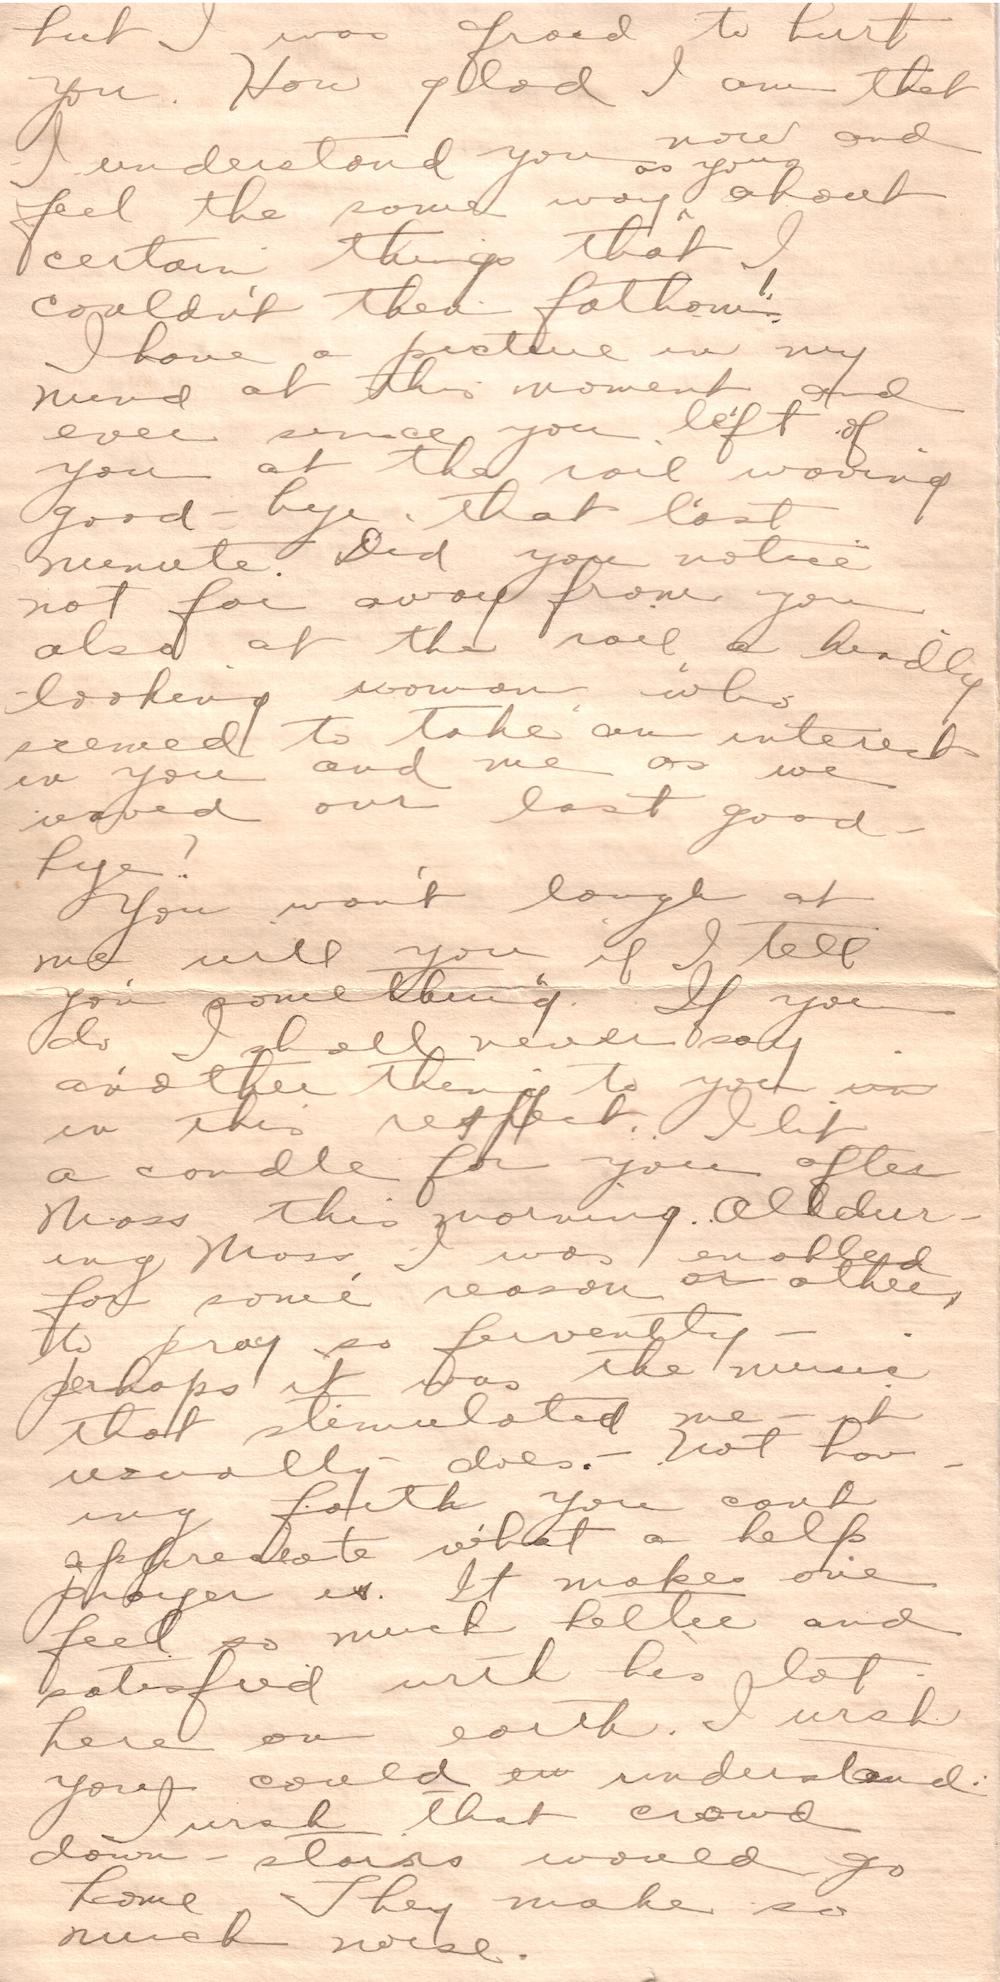 but I was afraid to hurt
you. How glad I am that
I understand you now and
feel the same way as you about
certain things that I
couldn't then fathom!
I have a picture in my
mind at this moment and
ever since you left of
you at the rail waving
good-bye that last
minute. Did you notice
not far away from you
also at the rail a kindly
looking woman who
seemed to take an interest
in you and me as we
waved our last good-
bye?
You won't laugh at
me will you if I tell
you something. If you
do I shall never say
another thing to you
in this respect. I lit
a candle for you after
Mass this morning. All dur-
ing Mass I was enabled
for some reason or other,
to pray so fervently -
perhaps it was the music
that stimulated me - it
usually does. - Not hav-
ing faith you can't
appreciate what a help
prayer is. It makes one
feel so much better and
satisfied with his lot
here on earth. I wish
you could understand.
I wish that crowd
down-stairs would go
home. They make so
much noise.